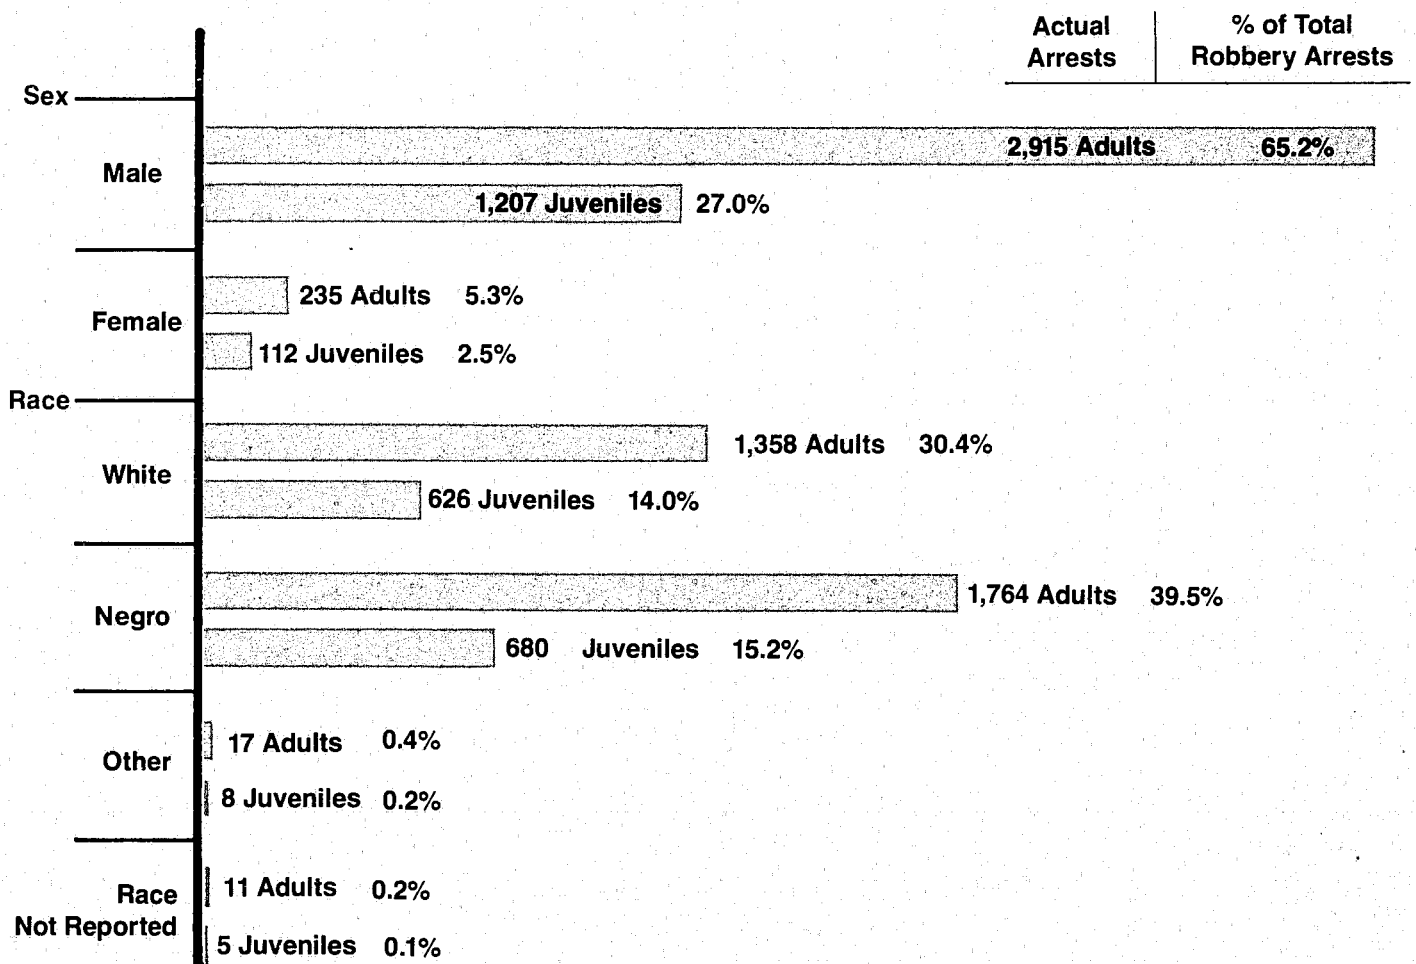 Actual Arrests
% of Total Robbery Arrests
Sex
Male
2,915 Adults 65.2%
1,207 Juveniles 27.0%
Female
235 Adults 5.3%
112 Juveniles 2.5%
Race
White
1,358 Adults 30.4%
626 Juveniles 14.0%
Negro
1,764 Adults 39.5%
680 Juveniles 15.2%
Other
17 Adults 0.4%
8 Juveniles 0.2%
Race
Not Reported
11 Adults 0.2%
5 Juveniles 0.1%